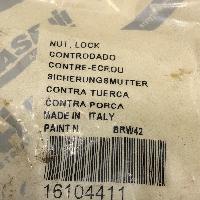 NUT, LOCK
CONTRODADO
CONTRE-ECROU
SICHERUNGSMUTTER
CONTRA TUERCA
CONTRA PORCA
MADE IN ITALY
PAINT N. BRW42
16104411